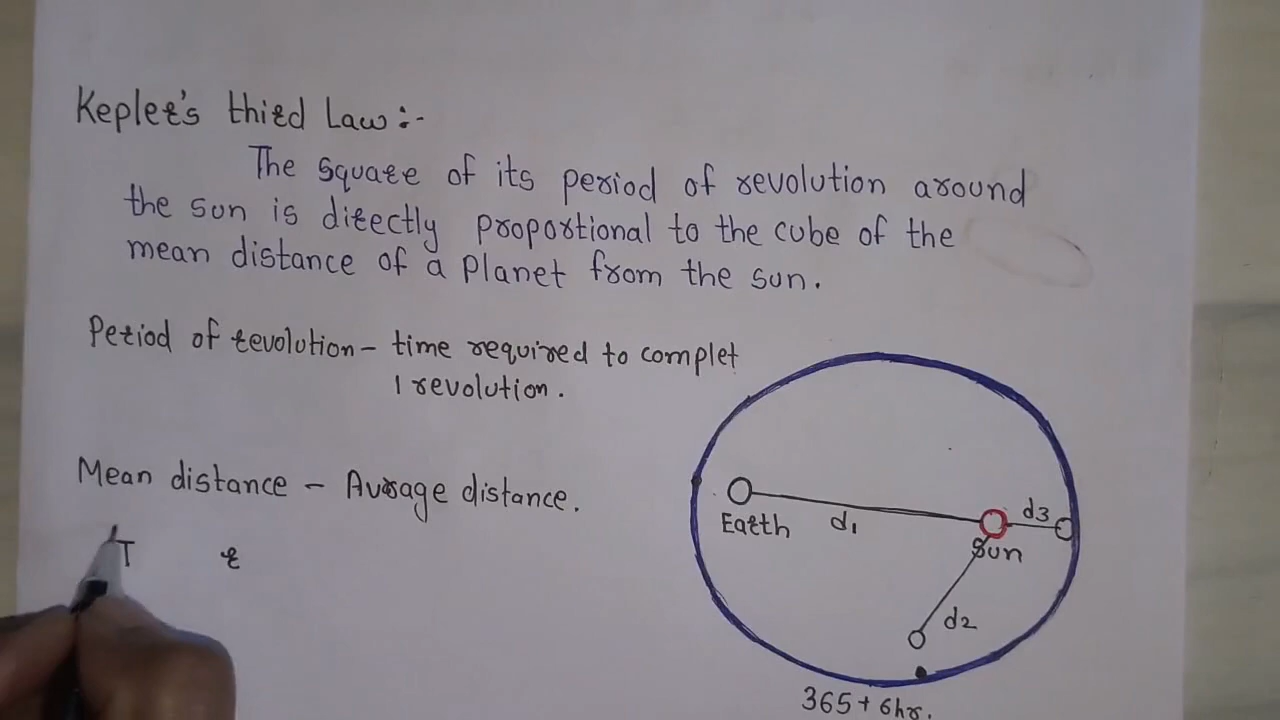 Kepler's third Law :-
The square of its period of revolution around
the sun is directly proportional to the cube of the
mean distance of a planet from the sun.
Period of revolution - time required to complet
1 revolution.
Mean distance - Avrage distance.
T r
Earth
d1
Sun
d3
d2
365 + 6hr.